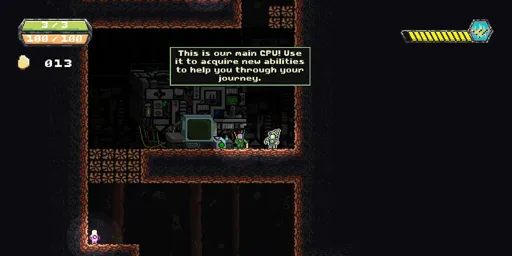 3/3
100/100
013
This is our main CPU! Use
it to acquire new abilities
to help you through your
journey.